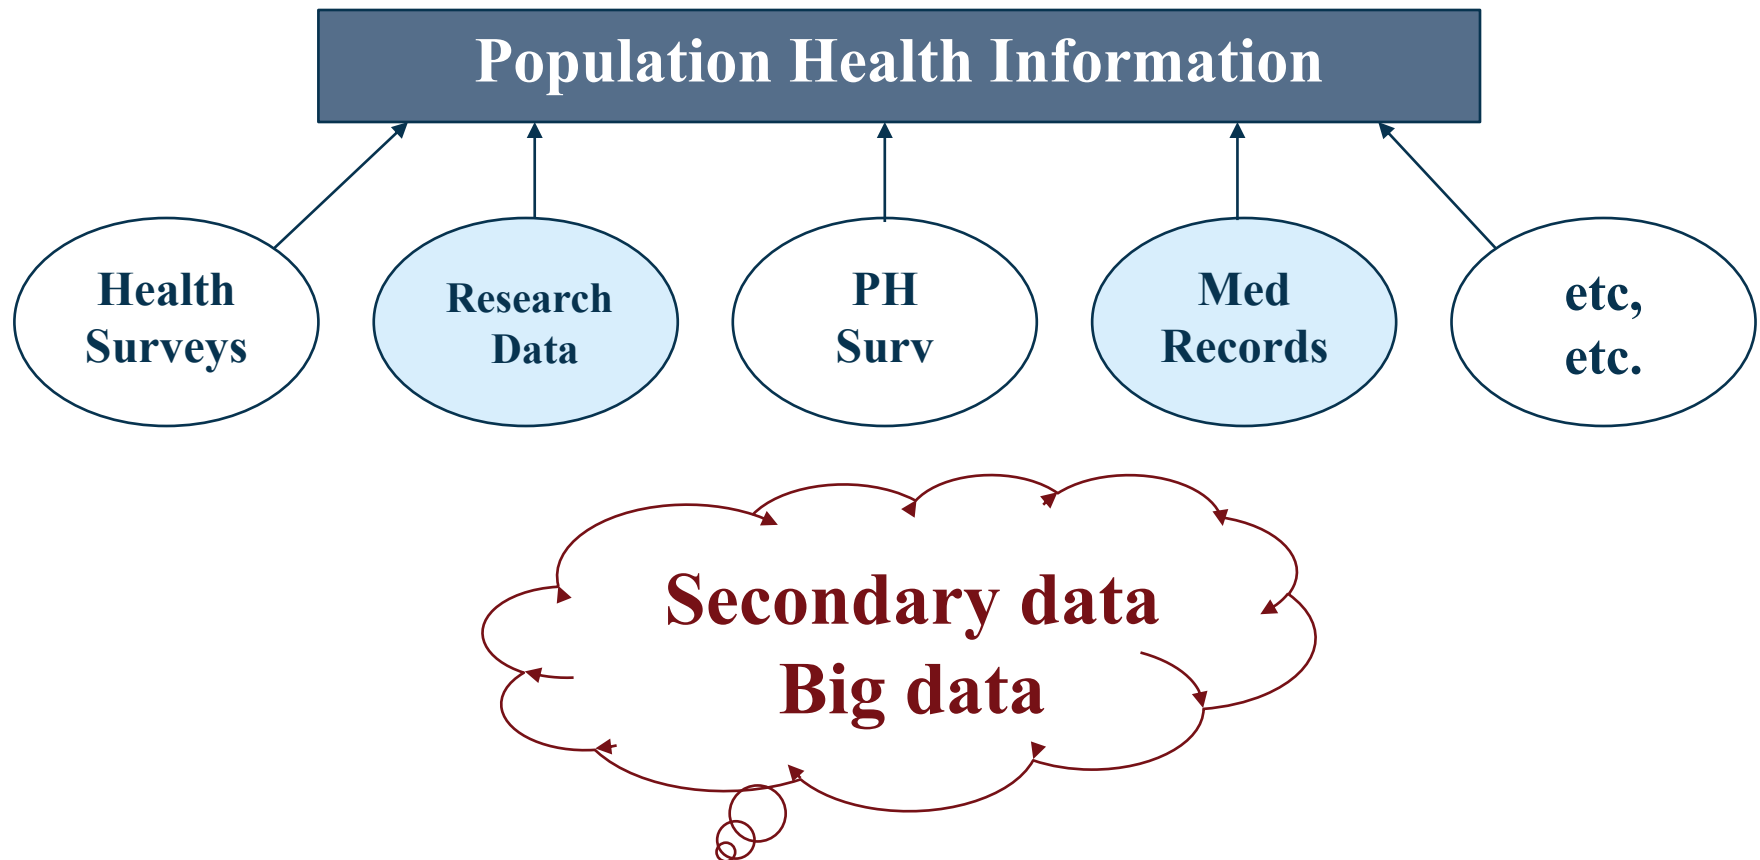 Population Health Information
Health
Surveys
Research
Data
PH
Surv
Med
Records
etc,
etc.
Secondary data
Big data